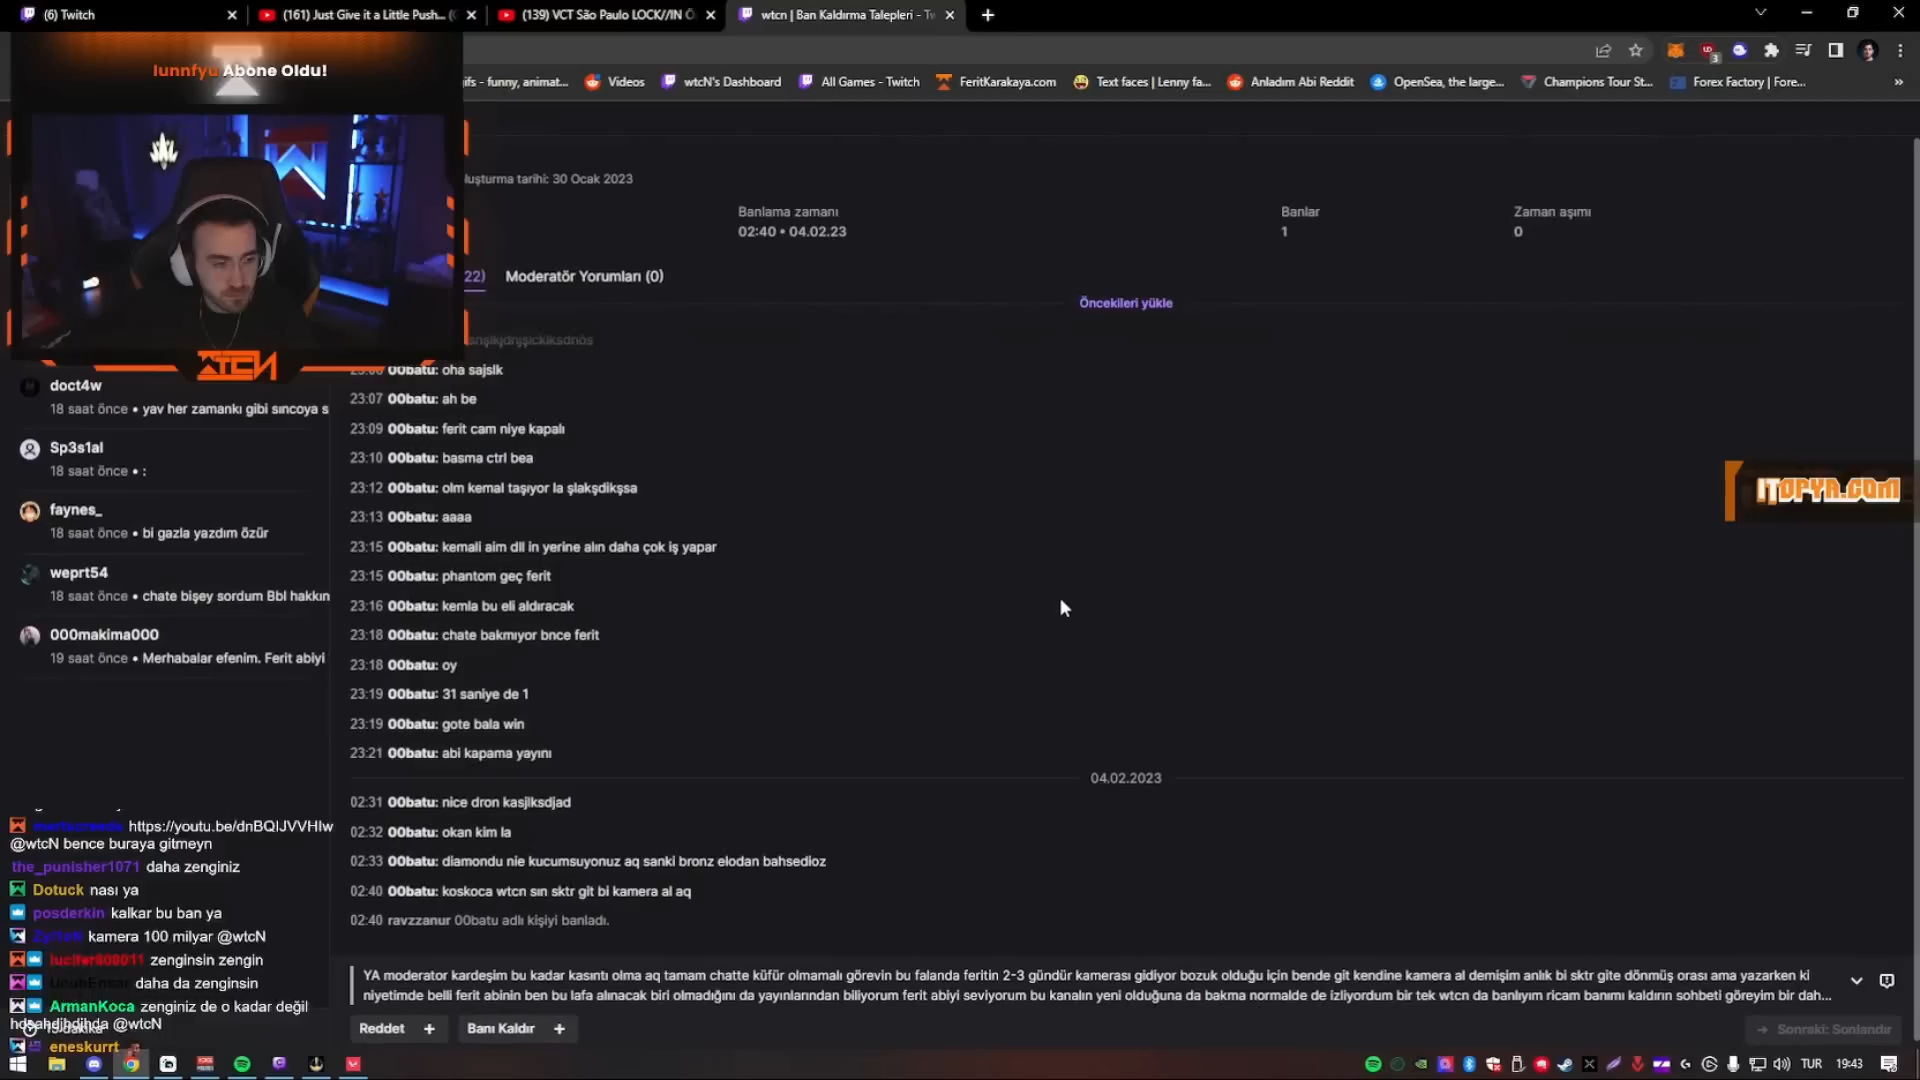 (6) Twitch
(161) Just Give it a Little Push... (
(139) VCT São Paulo LOCK//IN Ö
wtcn | Ban Kaldırma Talepleri - Tw
Iunnfyu Abone Oldu!
ifs - funny, animat...
Videos
wtcN's Dashboard
All Games - Twitch
FeritKarakaya.com
Text faces | Lenny fa...
Anladım Abi Reddit
OpenSea, the large...
Champions Tour St...
Forex Factory | Fore...
»
luşturma tarihi: 30 Ocak 2023
Banlama zamanı
Banlar
Zaman aşımı
02:40 • 04.02.23
1
0
22)
Moderatör Yorumları (0)
Öncekileri yükle
00batu: oha sajslk
23:07 00batu: ah be
23:09 00batu: ferit cam niye kapalı
23:10 00batu: basma ctrl bea
23:12 00batu: olm kemal taşıyor la şlakşdikşsa
23:13 00batu: aaaa
23:15 00batu: kemali aim dll in yerine alın daha çok iş yapar
23:15 00batu: phantom geç ferit
23:16 00batu: kemla bu eli aldıracak
23:18 00batu: chate bakmıyor bnce ferit
23:18 00batu: oy
23:19 00batu: 31 saniye de 1
23:19 00batu: gote bala win
23:21 00batu: abi kapama yayını
04.02.2023
02:31 00batu: nice dron kasjlksdjad
02:32 00batu: okan kim la
02:33 00batu: diamondu nie kucumsuyonuz aq sanki bronz elodan bahsedioz
02:40 00batu: koskoca wtcn sın sktr git bi kamera al aq
02:40 ravzzanur 00batu adlı kişiyi banladı.
YA moderator kardeşim bu kadar kasıntı olma aq tamam chatte küfür olmamalı görevin bu falanda feritin 2-3 gündür kamerası gidiyor bozuk olduğu için bende git kendine kamera al demişim anlık bi sktr gite dönmüş orası ama yazarken ki
niyetimde belli ferit abinin ben bu lafa alınacak biri olmadığını da yayınlarından biliyorum ferit abiyi seviyorum bu kanalın yeni olduğuna da bakma normalde de izliyordum bir tek wtcn da banlıyım ricam banımı kaldırın sohbeti göreyim bir dah...
Reddet +
Banı Kaldır +
Sonraki: Sonlandır
WTCN
doct4w
18 saat önce • yav her zamankı gibi sıncoya s
Sp3s1al
18 saat önce • :
faynes_
18 saat önce • bi gazla yazdım özür
weprt54
18 saat önce • chate bişey sordum Bbl hakkın
000makima000
19 saat önce • Merhabalar efenim. Ferit abiyi
https://youtu.be/dnBQIJVVHIw
@wtcN bence buraya gitmeyn
the_punisher1071 daha zenginiz
Dotuck nası ya
posderkin kalkar bu ban ya
kamera 100 milyar @wtcN
zenginsin zengin
daha da zenginsin
ArmanKoca zenginiz de o kadar değil
hdsahdihdihda @wtcN
eneskurrt
ITOPYA.COM
TUR
19:43